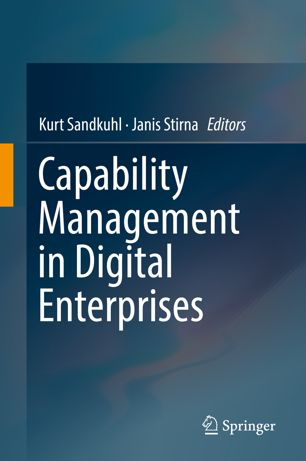 Kurt Sandkuhl · Janis Stirna Editors
Capability
Management
in Digital
Enterprises
Springer